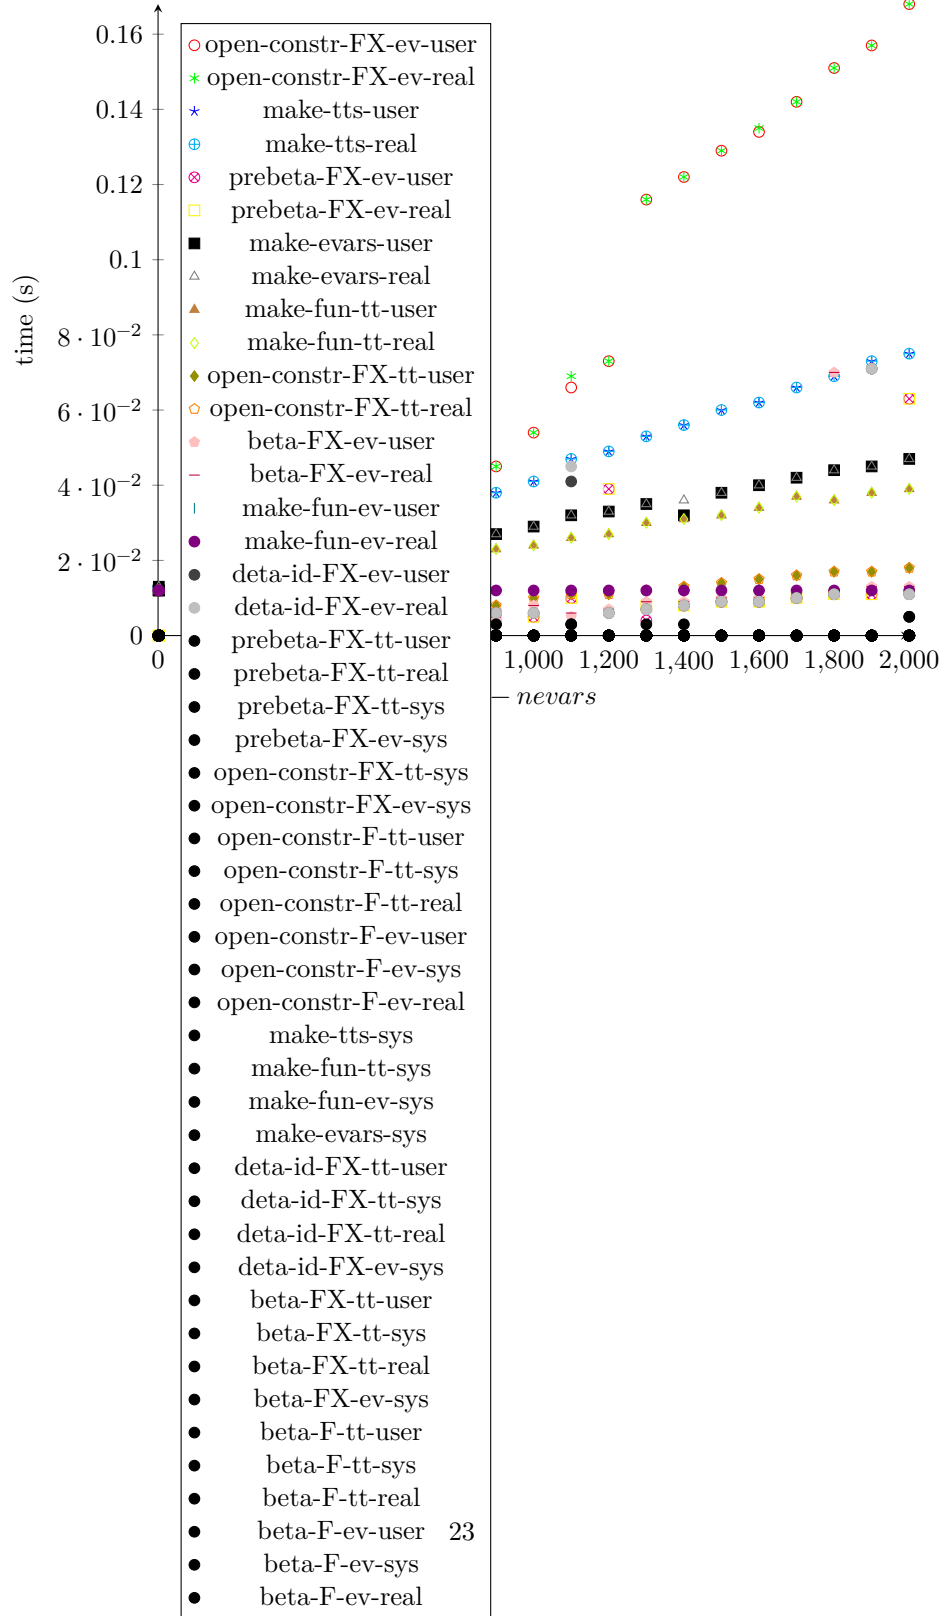 0.16
0.14
0.12
0.1
8 · 10⁻²
6 · 10⁻²
4 · 10⁻²
2 · 10⁻²
0
time (s)
0
1,000 1,200 1,400 1,600 1,800 2,000
nevars
open-constr-FX-ev-user
open-constr-FX-ev-real
make-tts-user
make-tts-real
prebeta-FX-ev-user
prebeta-FX-ev-real
make-evars-user
make-evars-real
make-fun-tt-user
make-fun-tt-real
open-constr-FX-tt-user
open-constr-FX-tt-real
beta-FX-ev-user
beta-FX-ev-real
make-fun-ev-user
make-fun-ev-real
deta-id-FX-ev-user
deta-id-FX-ev-real
prebeta-FX-tt-user
prebeta-FX-tt-real
prebeta-FX-tt-sys
prebeta-FX-ev-sys
open-constr-FX-tt-sys
open-constr-FX-ev-sys
open-constr-F-tt-user
open-constr-F-tt-sys
open-constr-F-tt-real
open-constr-F-ev-user
open-constr-F-ev-sys
open-constr-F-ev-real
make-tts-sys
make-fun-tt-sys
make-fun-ev-sys
make-evars-sys
deta-id-FX-tt-user
deta-id-FX-tt-sys
deta-id-FX-tt-real
deta-id-FX-ev-sys
beta-FX-tt-user
beta-FX-tt-sys
beta-FX-tt-real
beta-FX-ev-sys
beta-F-tt-user
beta-F-tt-sys
beta-F-tt-real
beta-F-ev-user 23
beta-F-ev-sys
beta-F-ev-real